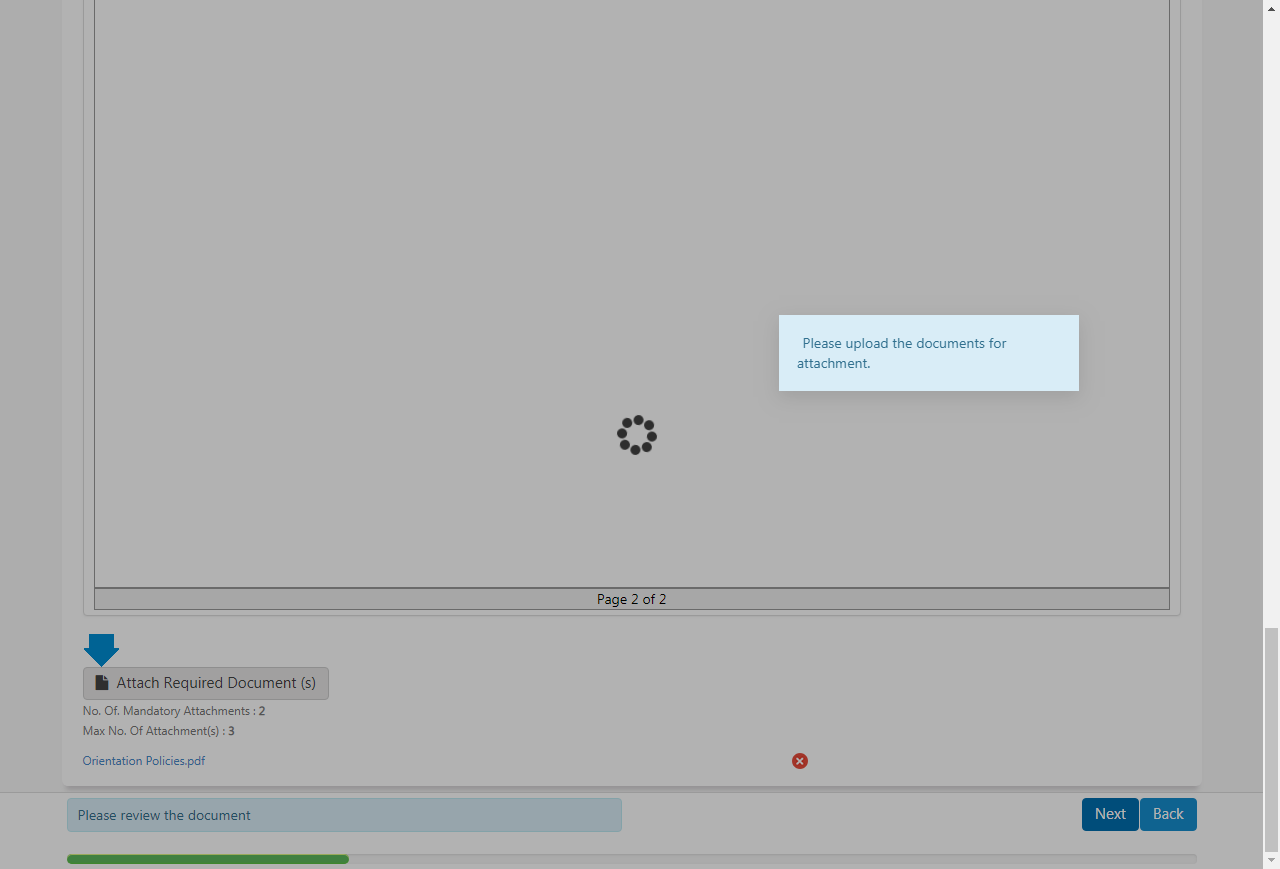 Please upload the documents for
attachment.
Page 2 of 2
Attach Required Document (s)
No. Of. Mandatory Attachments : 2
Max No. Of Attachment(s) : 3
Orientation Policies.pdf
Please review the document
Next
Back